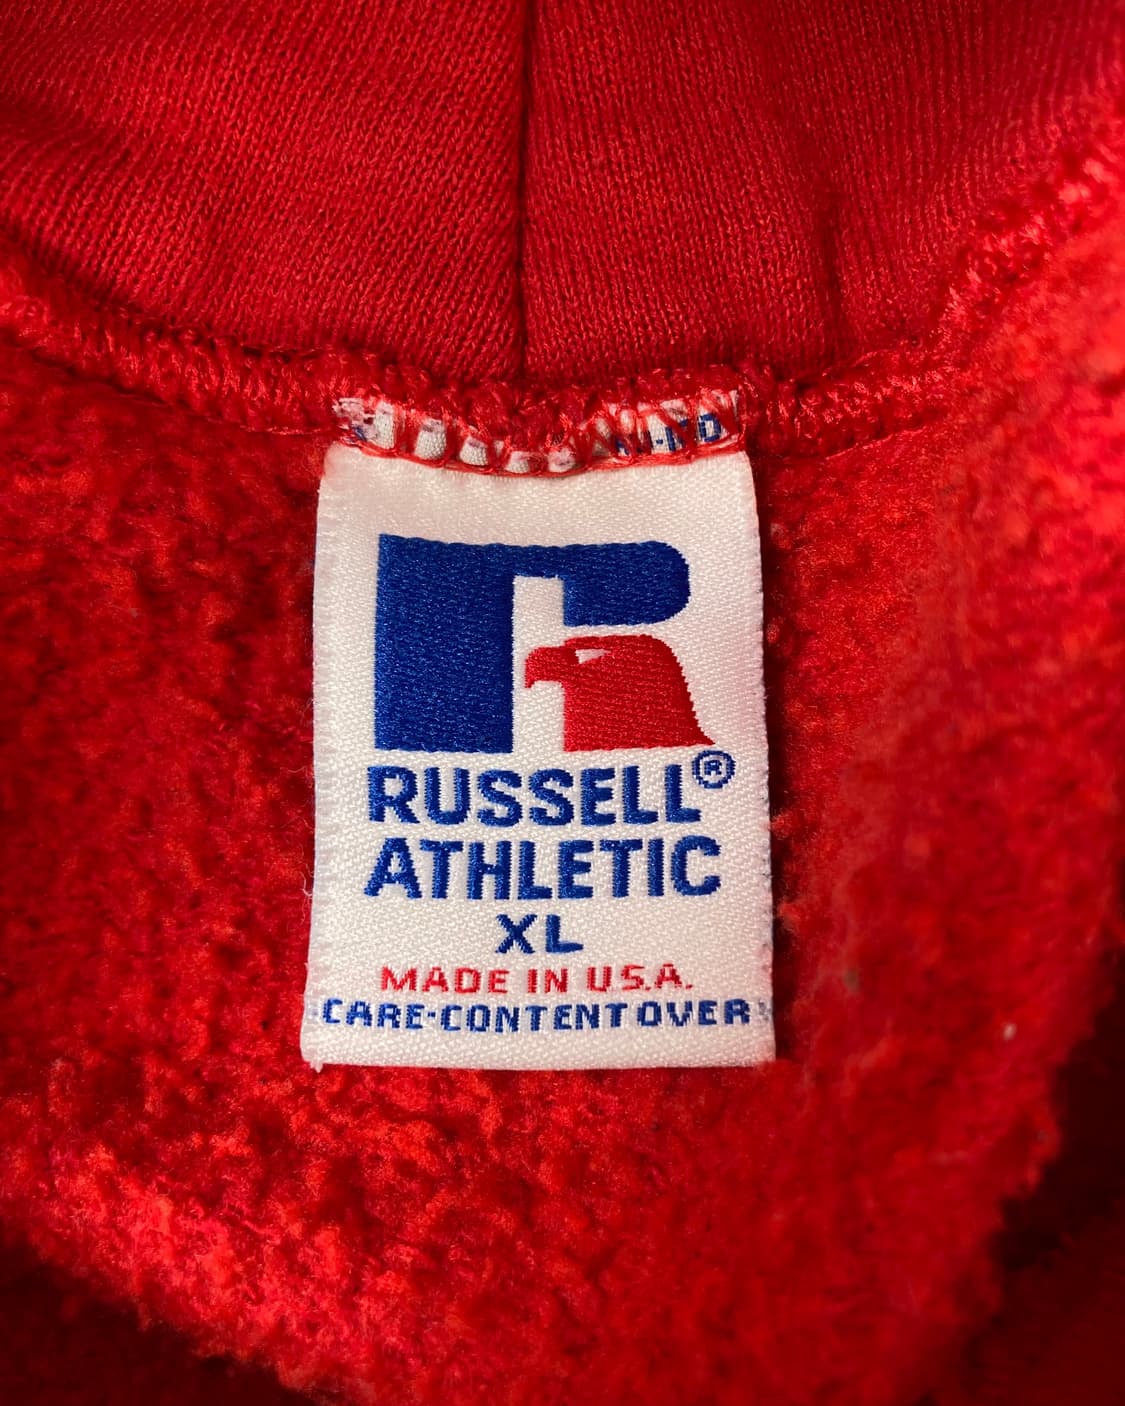 RUSSELL®
ATHLETIC
XL
MADE IN U.S.A.
CARE-CONTENT OVER